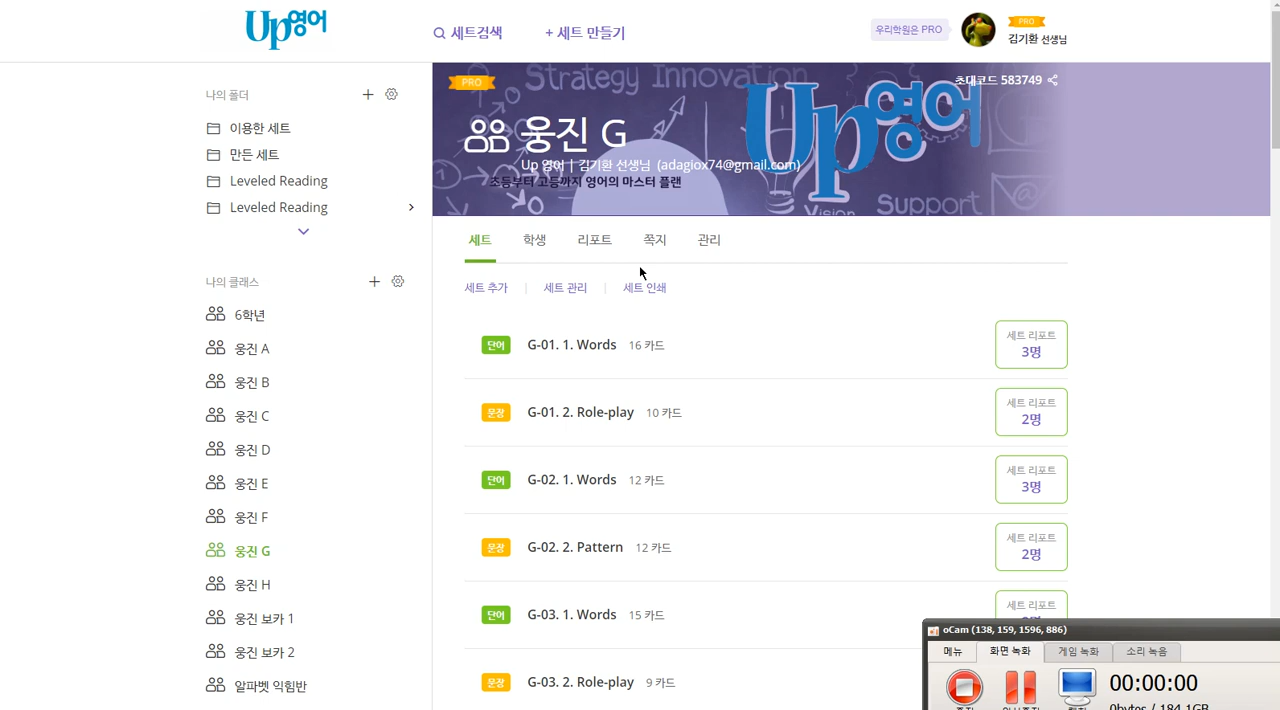 Up영어
세트검색
+ 세트 만들기
우리학원은 PRO
PRO
김기환 선생님
나의 폴더
이용한 세트
만든 세트
Leveled Reading
Leveled Reading
나의 클래스
6학년
웅진 A
웅진 B
웅진 C
웅진 D
웅진 E
웅진 F
웅진 G
웅진 H
웅진 보카 1
웅진 보카 2
알파벳 익힘반
PRO
Strategy Innovation
초대코드 583749
웅진 G
Up영어
Up 영어 | 김기환 선생님 (adagiox74@gmail.com)
초등부터 고등까지 영어의 마스터 플랜
Vision
Support
세트 학생 리포트 쪽지 관리
세트 추가 | 세트 관리 | 세트 인쇄
단어 G-01. 1. Words 16 카드
세트 리포트
3명
문장 G-01. 2. Role-play 10 카드
세트 리포트
2명
단어 G-02. 1. Words 12 카드
세트 리포트
3명
문장 G-02. 2. Pattern 12 카드
세트 리포트
2명
단어 G-03. 1. Words 15 카드
세트 리포트
문장 G-03. 2. Role-play 9 카드
oCam (138, 159, 1596, 886)
메뉴 화면 녹화 게임 녹화 소리 녹음
00:00:00
0bytes / 184.1GB